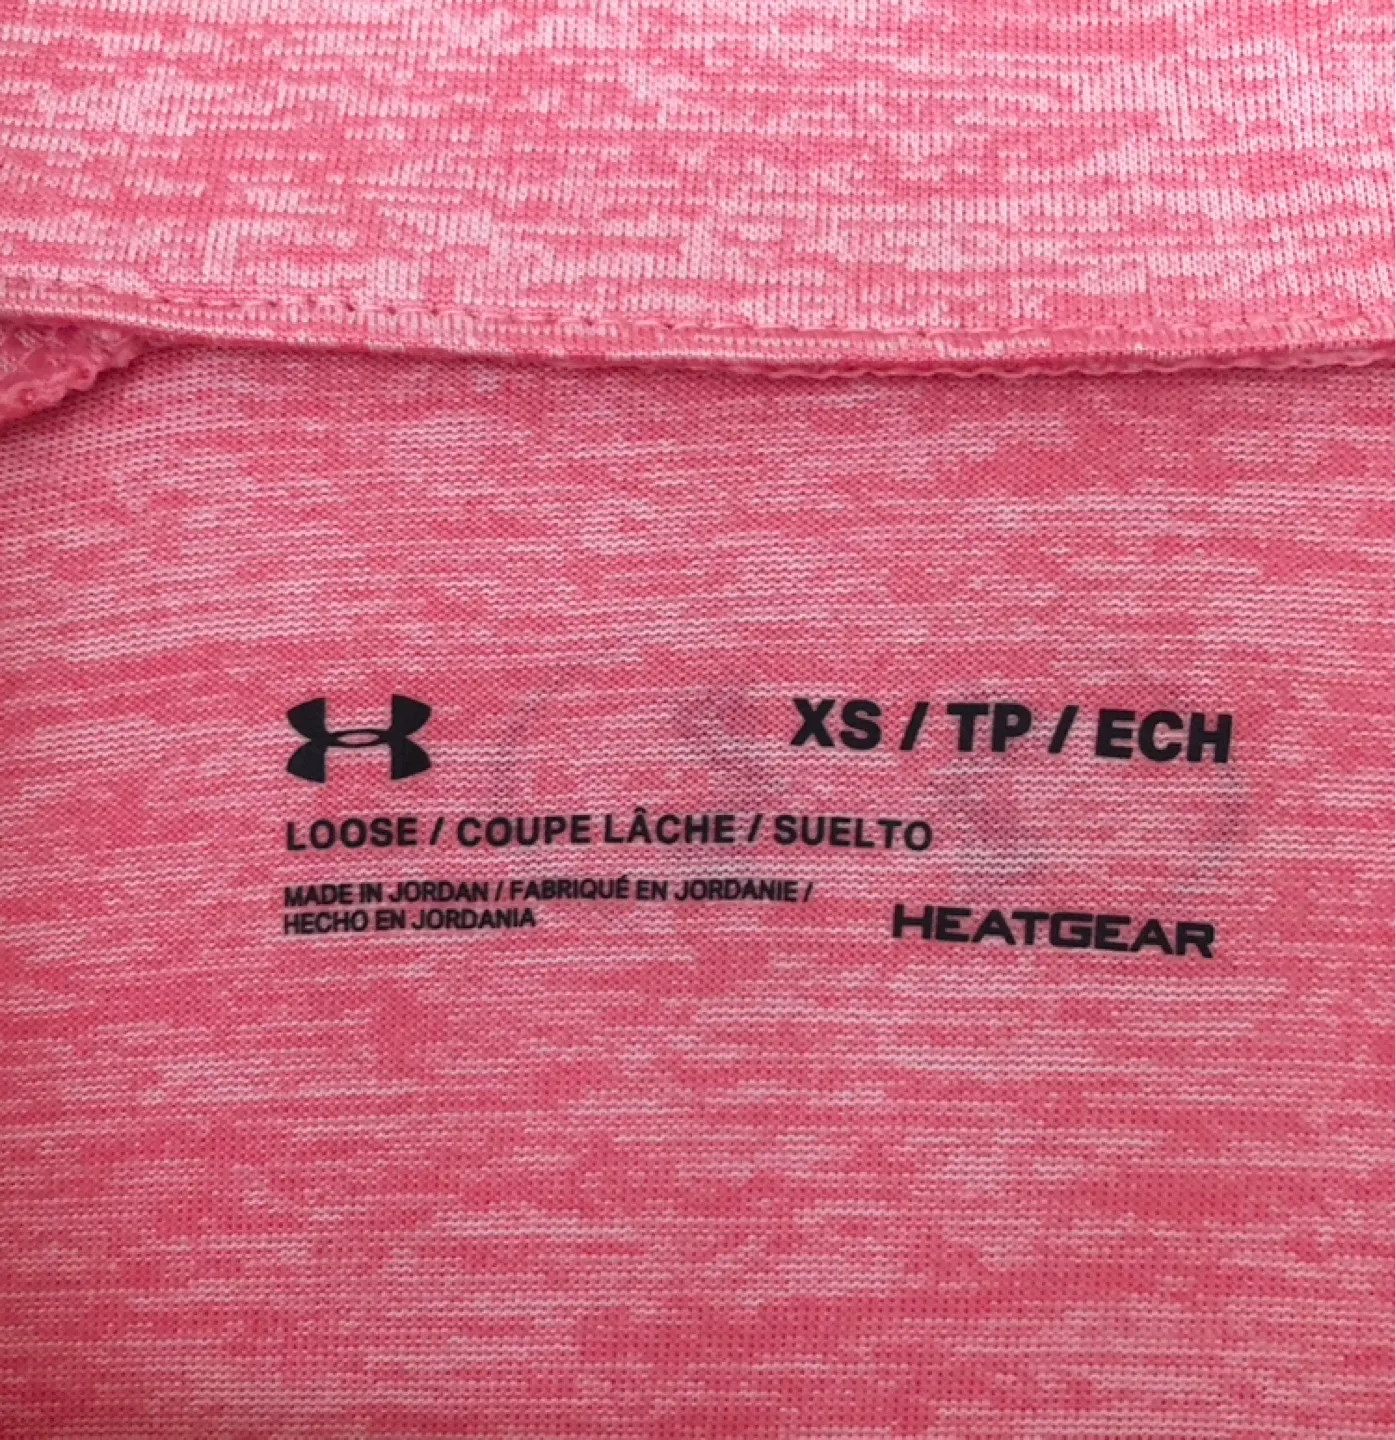 XS / TP / ECH
LOOSE / COUPE LÂCHE / SUELTO
MADE IN JORDAN / FABRIQUÉ EN JORDANIE /
HECHO EN JORDANIA
HEATGEAR